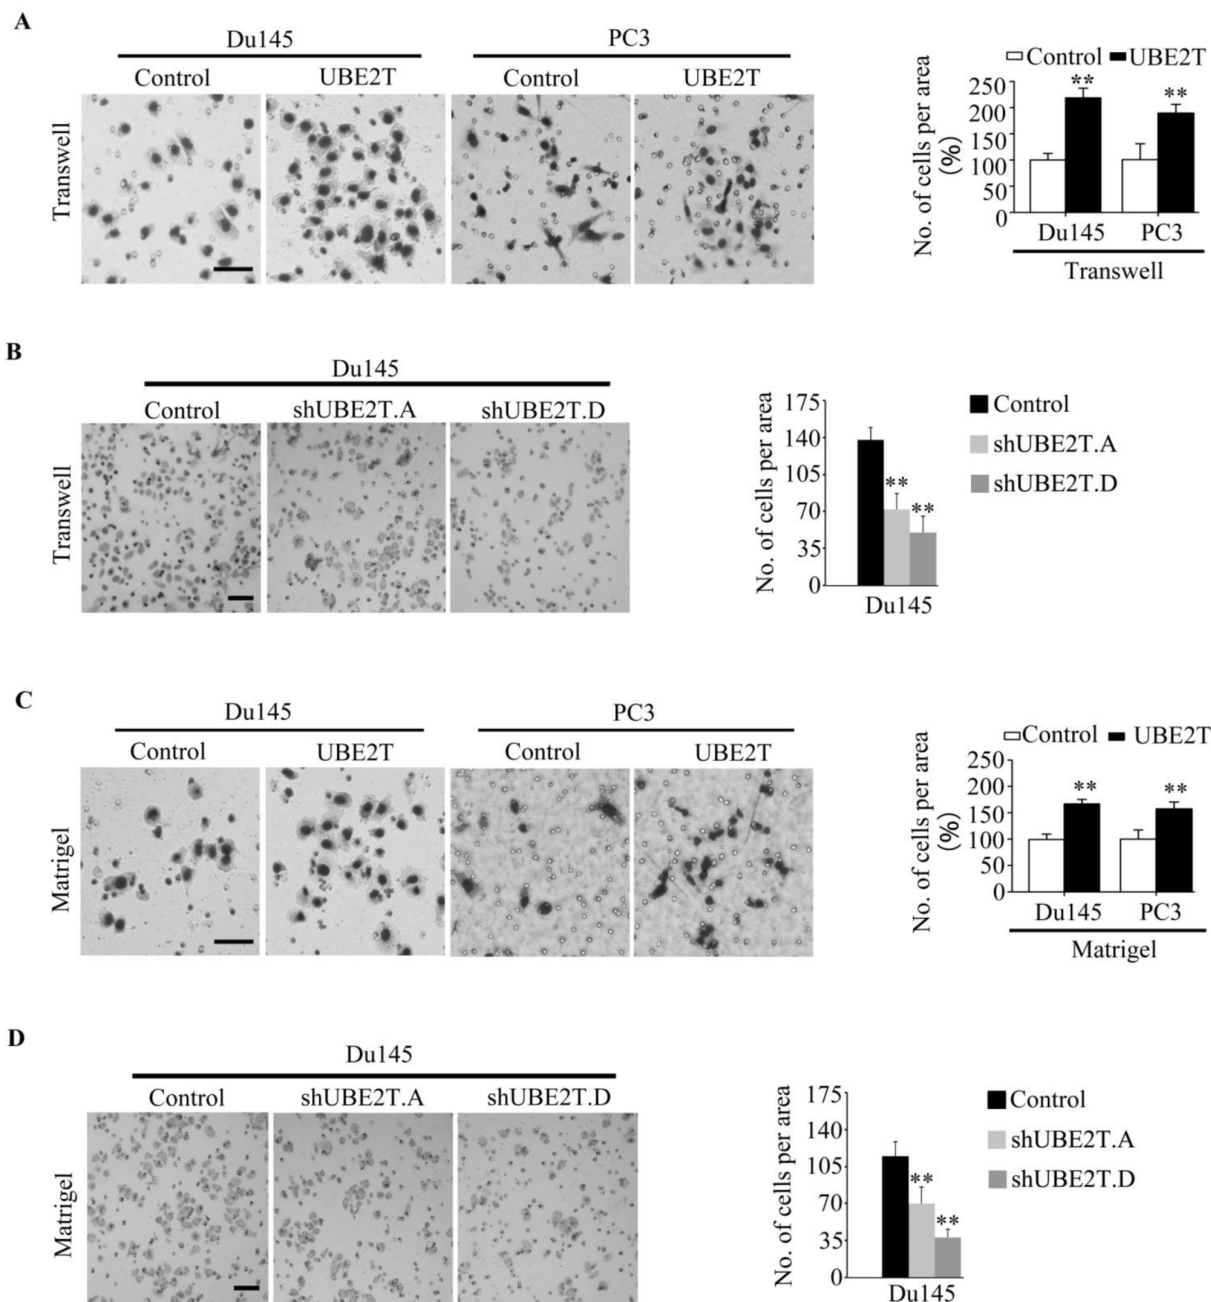 A
Du145
PC3
Control
UBE2T
Control
UBE2T
Transwell
Control UBE2T
No. of cells per area
(%)
250
200
150
100
50
0
**
**
Du145
PC3
Transwell
B
Du145
Control
shUBE2T.A
shUBE2T.D
Transwell
No. of cells per area
175
140
105
70
35
0
**
**
Du145
Control
shUBE2T.A
shUBE2T.D
C
Du145
PC3
Control
UBE2T
Control
UBE2T
Matrigel
Control UBE2T
No. of cells per area
(%)
250
200
150
100
50
0
**
**
Du145
PC3
Matrigel
D
Du145
Control
shUBE2T.A
shUBE2T.D
Matrigel
No. of cells per area
175
140
105
70
35
0
**
**
Du145
Control
shUBE2T.A
shUBE2T.D